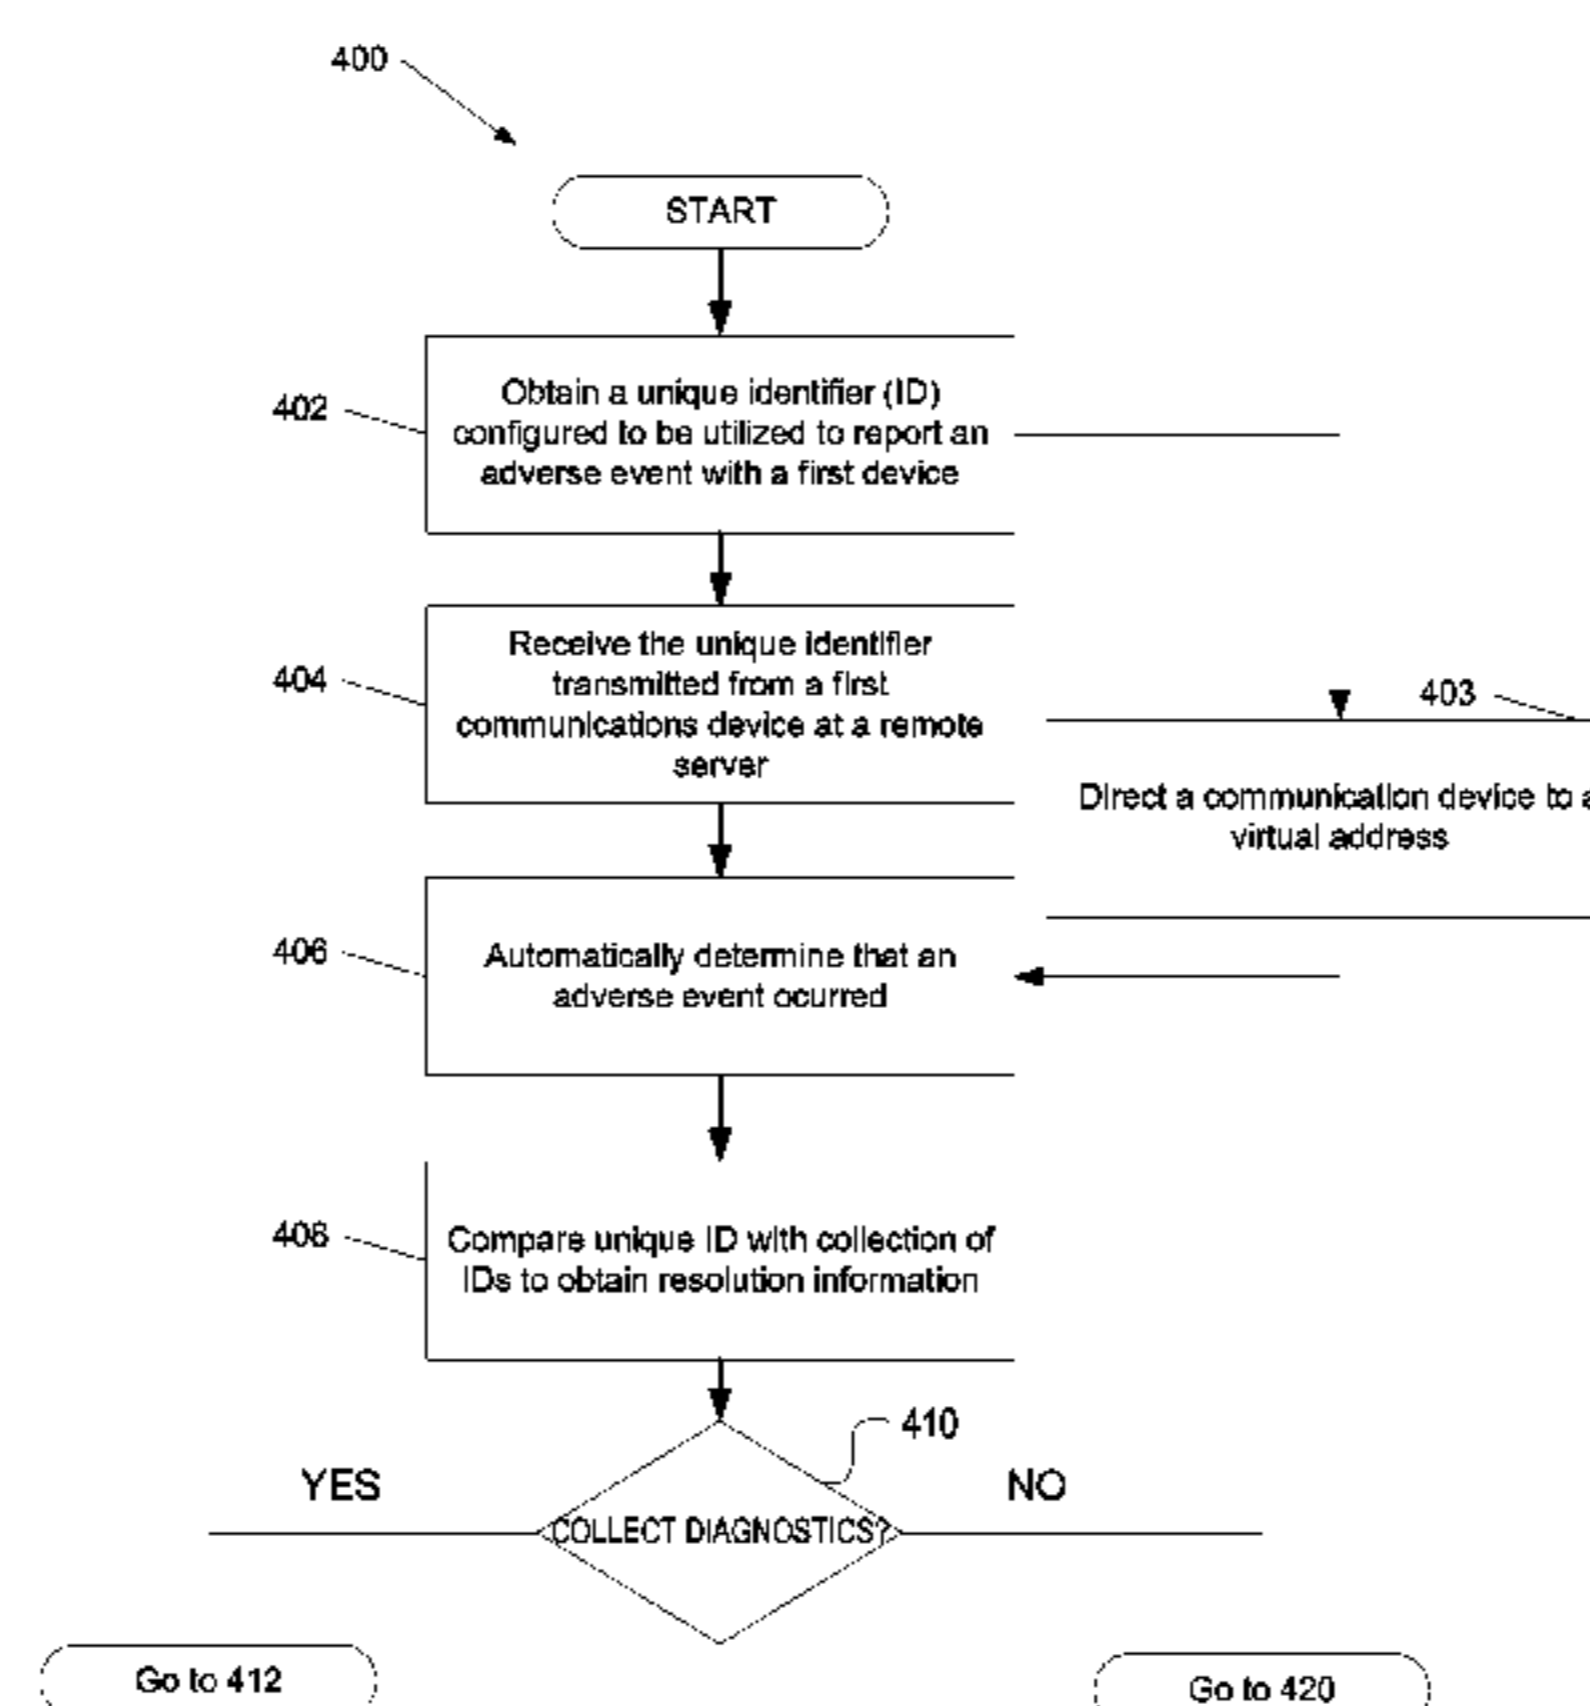 400
START
402
Obtain a unique identifier (ID)
configured to be utilized to report an
adverse event with a first device
404
Receive the unique identifier
transmitted from a first
communications device at a remote
server
403
Direct a communication device to a
virtual address
406
Automatically determine that an
adverse event ocurred
408
Compare unique ID with collection of
IDs to obtain resolution information
410
YES
NO
COLLECT DIAGNOSTICS?
Go to 412
Go to 420